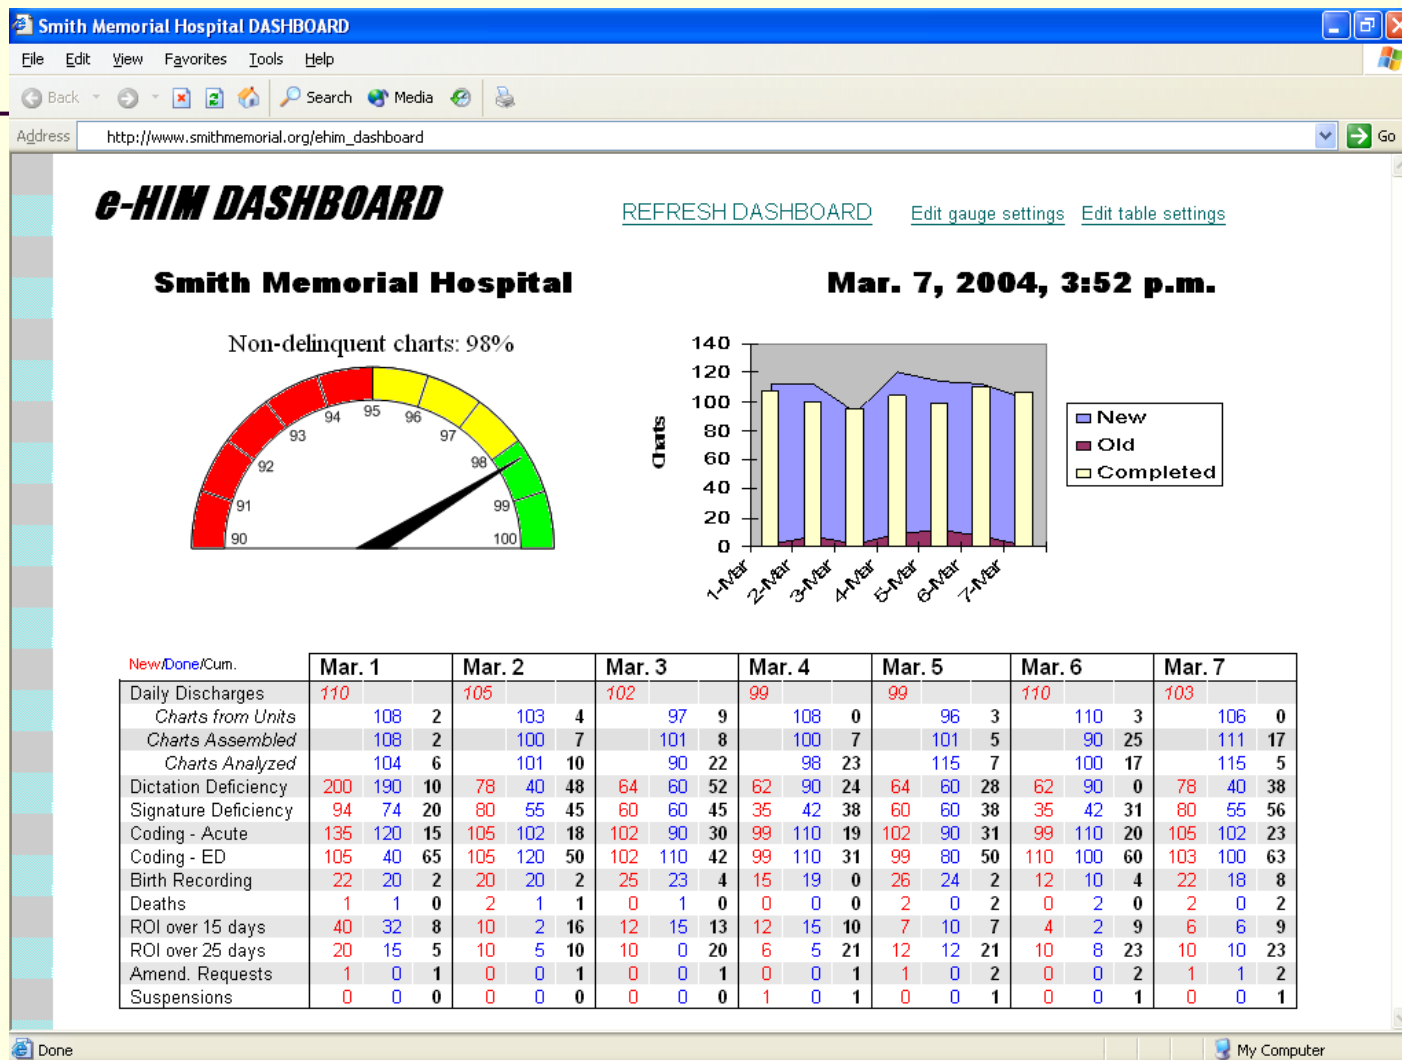 Smith Memorial Hospital DASHBOARD
File Edit View Favorites Tools Help
Back Search Media
Address http://www.smithmemorial.org/ehim_dashboard Go
e-HIM DASHBOARD
REFRESH DASHBOARD Edit gauge settings Edit table settings
Smith Memorial Hospital Mar. 7, 2004, 3:52 p.m.
Non-delinquent charts: 98%
90 91 92 93 94 95 96 97 98 99 100
Charts
140
120
100
80
60
40
20
0
1-Mar 2-Mar 3-Mar 4-Mar 5-Mar 6-Mar 7-Mar
New
Old
Completed
New/Done/Cum. Mar. 1 Mar. 2 Mar. 3 Mar. 4 Mar. 5 Mar. 6 Mar. 7
Daily Discharges 110 105 102 99 99 110 103
Charts from Units 108 2 103 4 97 9 108 0 96 3 110 3 106 0
Charts Assembled 108 2 100 7 101 8 100 7 101 5 90 25 111 17
Charts Analyzed 104 6 101 10 90 22 98 23 115 7 100 17 115 5
Dictation Deficiency 200 190 10 78 40 48 64 60 52 62 90 24 64 60 28 62 90 0 78 40 38
Signature Deficiency 94 74 20 80 55 45 60 60 45 35 42 38 60 60 38 35 42 31 80 55 56
Coding - Acute 135 120 15 105 102 18 102 90 30 99 110 19 102 90 31 99 110 20 105 102 23
Coding - ED 105 40 65 105 120 50 102 110 42 99 110 31 99 80 50 110 100 60 103 100 63
Birth Recording 22 20 2 20 20 2 25 23 4 15 19 0 26 24 2 12 10 4 22 18 8
Deaths 1 1 0 2 1 1 0 1 0 0 0 0 2 0 2 0 2 0 2 0 2
ROI over 15 days 40 32 8 10 2 16 12 15 13 12 15 10 7 10 7 4 2 9 6 6 9
ROI over 25 days 20 15 5 10 5 10 10 0 20 6 5 21 12 12 21 10 8 23 10 10 23
Amend. Requests 1 0 1 0 0 1 0 0 1 0 0 1 1 0 2 0 0 2 1 1 2
Suspensions 0 0 0 0 0 0 0 0 0 1 0 1 0 0 1 0 0 1 0 0 1
Done My Computer